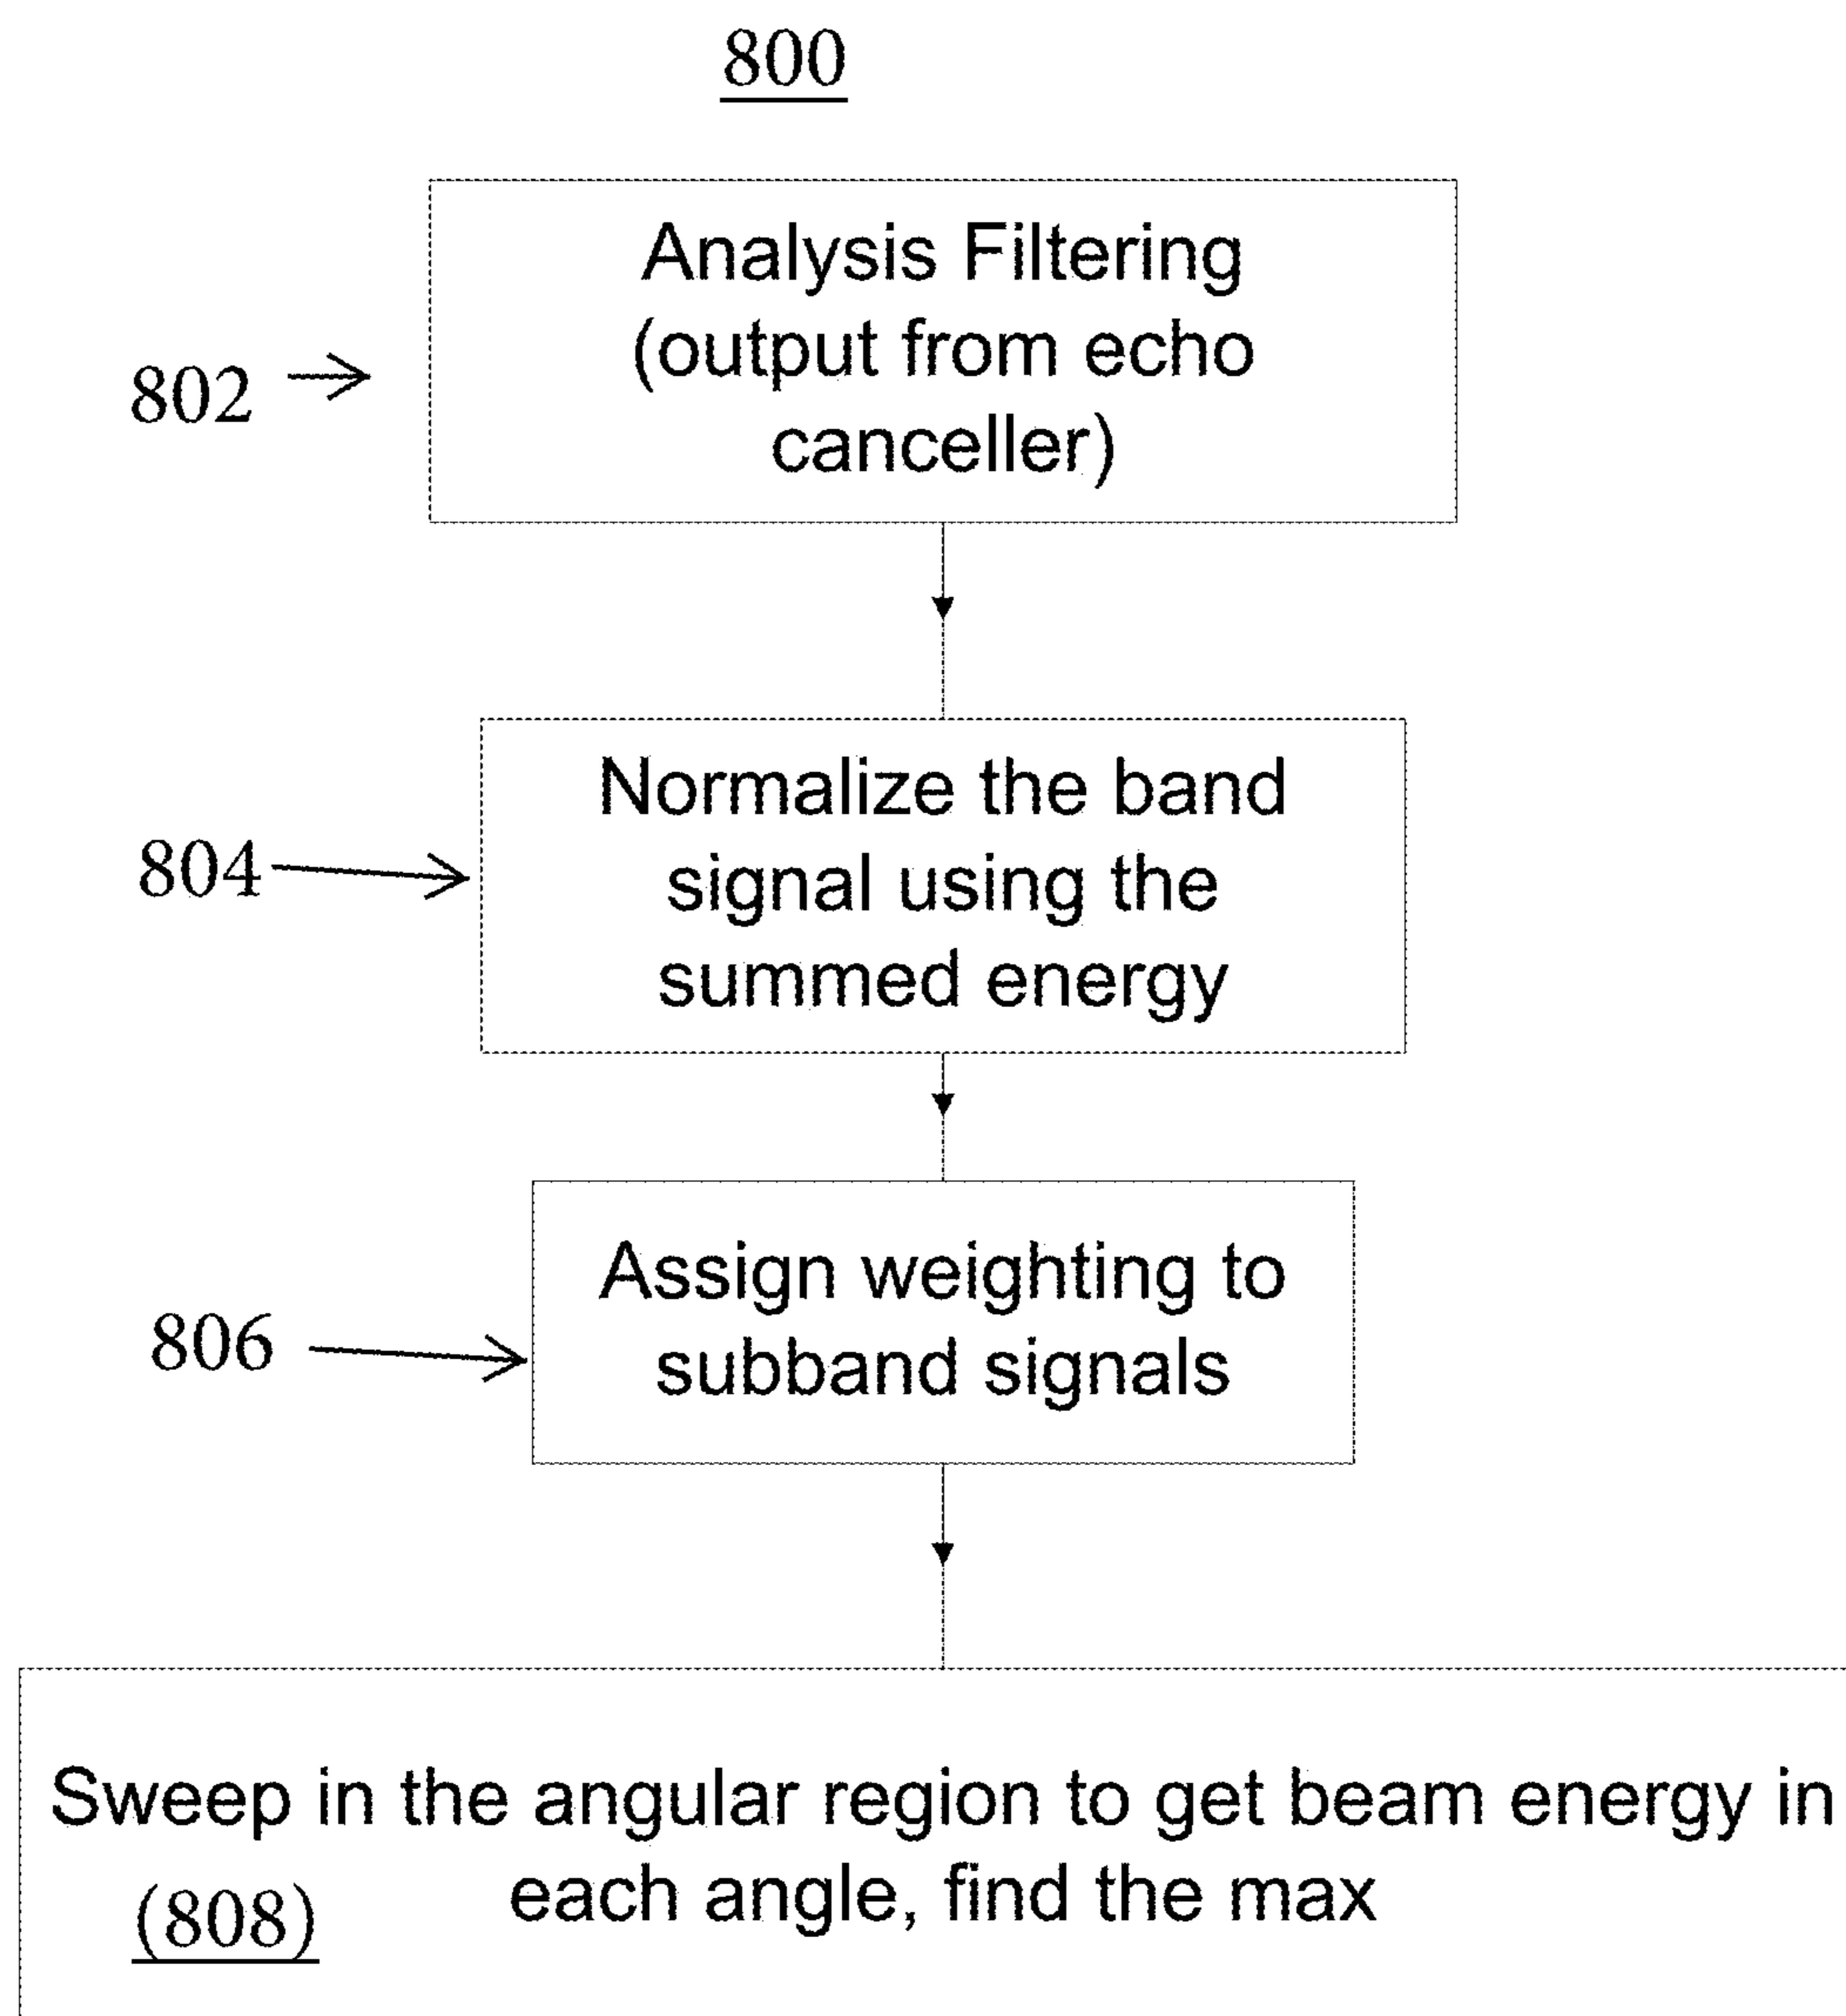 800
802
Analysis Filtering
(output from echo
canceller)
804
Normalize the band
signal using the
summed energy
806
Assign weighting to
subband signals
Sweep in the angular region to get beam energy in
each angle, find the max
(808)